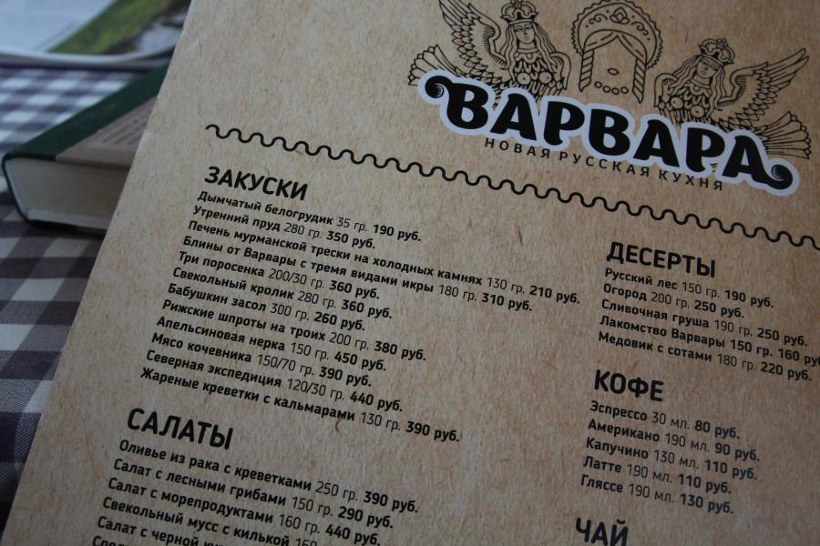 ВАРВАРА
НОВАЯ РУССКАЯ КУХНЯ
ЗАКУСКИ
Дымчатый белогрудик 35 гр. 190 руб.
Утренний пруд 280 гр. 350 руб.
Печень мурманской трески на холодных камнях 130 гр. 210 руб.
Блины от Варвары с тремя видами икры 180 гр. 310 руб.
Три поросенка 200/30 гр. 360 руб.
Свекольный кролик 280 гр. 360 руб.
Бабушкин засол 300 гр. 260 руб.
Рижские шпроты на троих 200 гр. 380 руб.
Апельсиновая нерка 150 гр. 450 руб.
Мясо кочевника 150/70 гр. 390 руб.
Северная экспедиция 120/30 гр. 440 руб.
Жареные креветки с кальмарами 130 гр. 390 руб.
САЛАТЫ
Оливье из рака с креветками 250 гр. 390 руб.
Салат с лесными грибами 150 гр. 290 руб.
Салат с морепродуктами 160 гр. 440 руб.
Свекольный мусс с килькой 160
Салат с черной
ДЕСЕРТЫ
Русский лес 150 гр. 190 руб.
Огород 200 гр. 250 руб.
Сливочная груша 190 гр. 250 руб.
Лакомство Варвары 150 гр. 160 руб
Медовик с сотами 180 гр. 220 руб.
КОФЕ
Эспрессо 30 мл. 80 руб.
Американо 190 мл. 90 руб.
Капучино 130 мл. 110 руб.
Латте 190 мл. 110 руб.
Гляссе 190 мл. 130 руб.
ЧАЙ